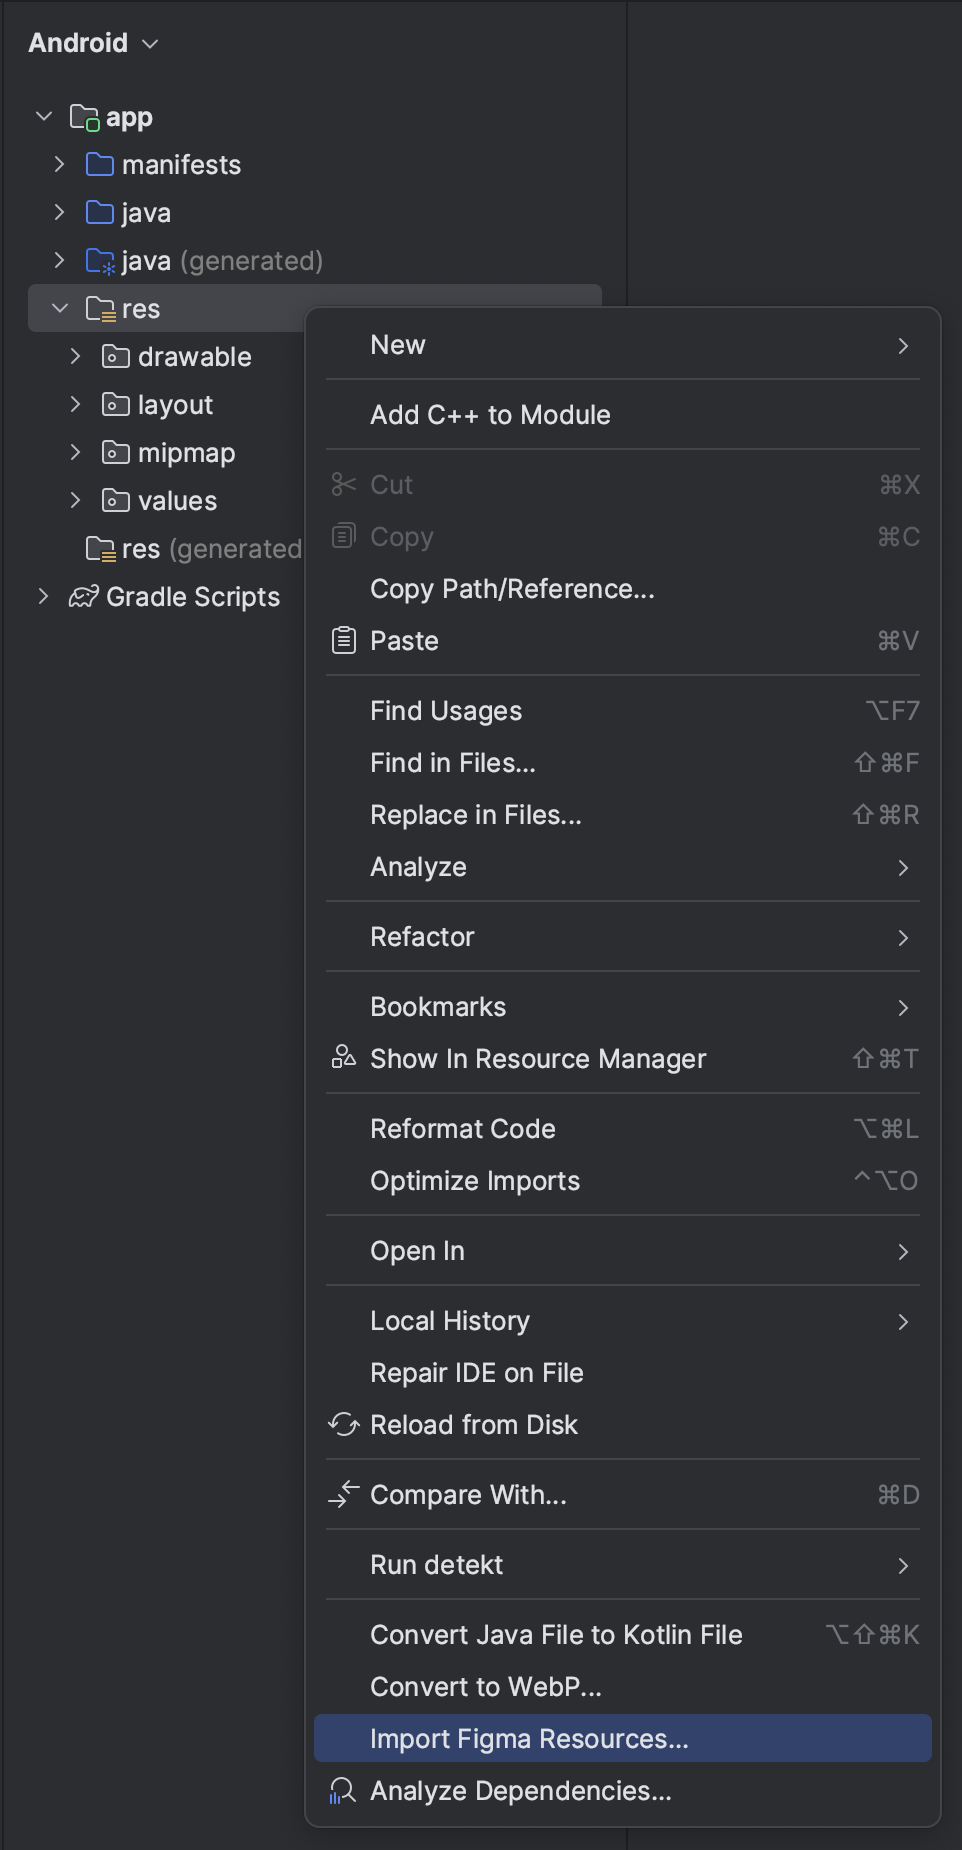 Android
app
manifests
java
java (generated)
res
drawable
layout
mipmap
values
res (generated
Gradle Scripts
New
Add C++ to Module
Cut ⌘X
Copy ⌘C
Copy Path/Reference...
Paste ⌘V
Find Usages ⌥F7
Find in Files... ⇧⌘F
Replace in Files... ⇧⌘R
Analyze
Refactor
Bookmarks
Show In Resource Manager ⇧⌘T
Reformat Code ⌥⌘L
Optimize Imports ^⌥O
Open In
Local History
Repair IDE on File
Reload from Disk
Compare With... ⌘D
Run detekt
Convert Java File to Kotlin File ⌥⇧⌘K
Convert to WebP...
Import Figma Resources...
Analyze Dependencies...